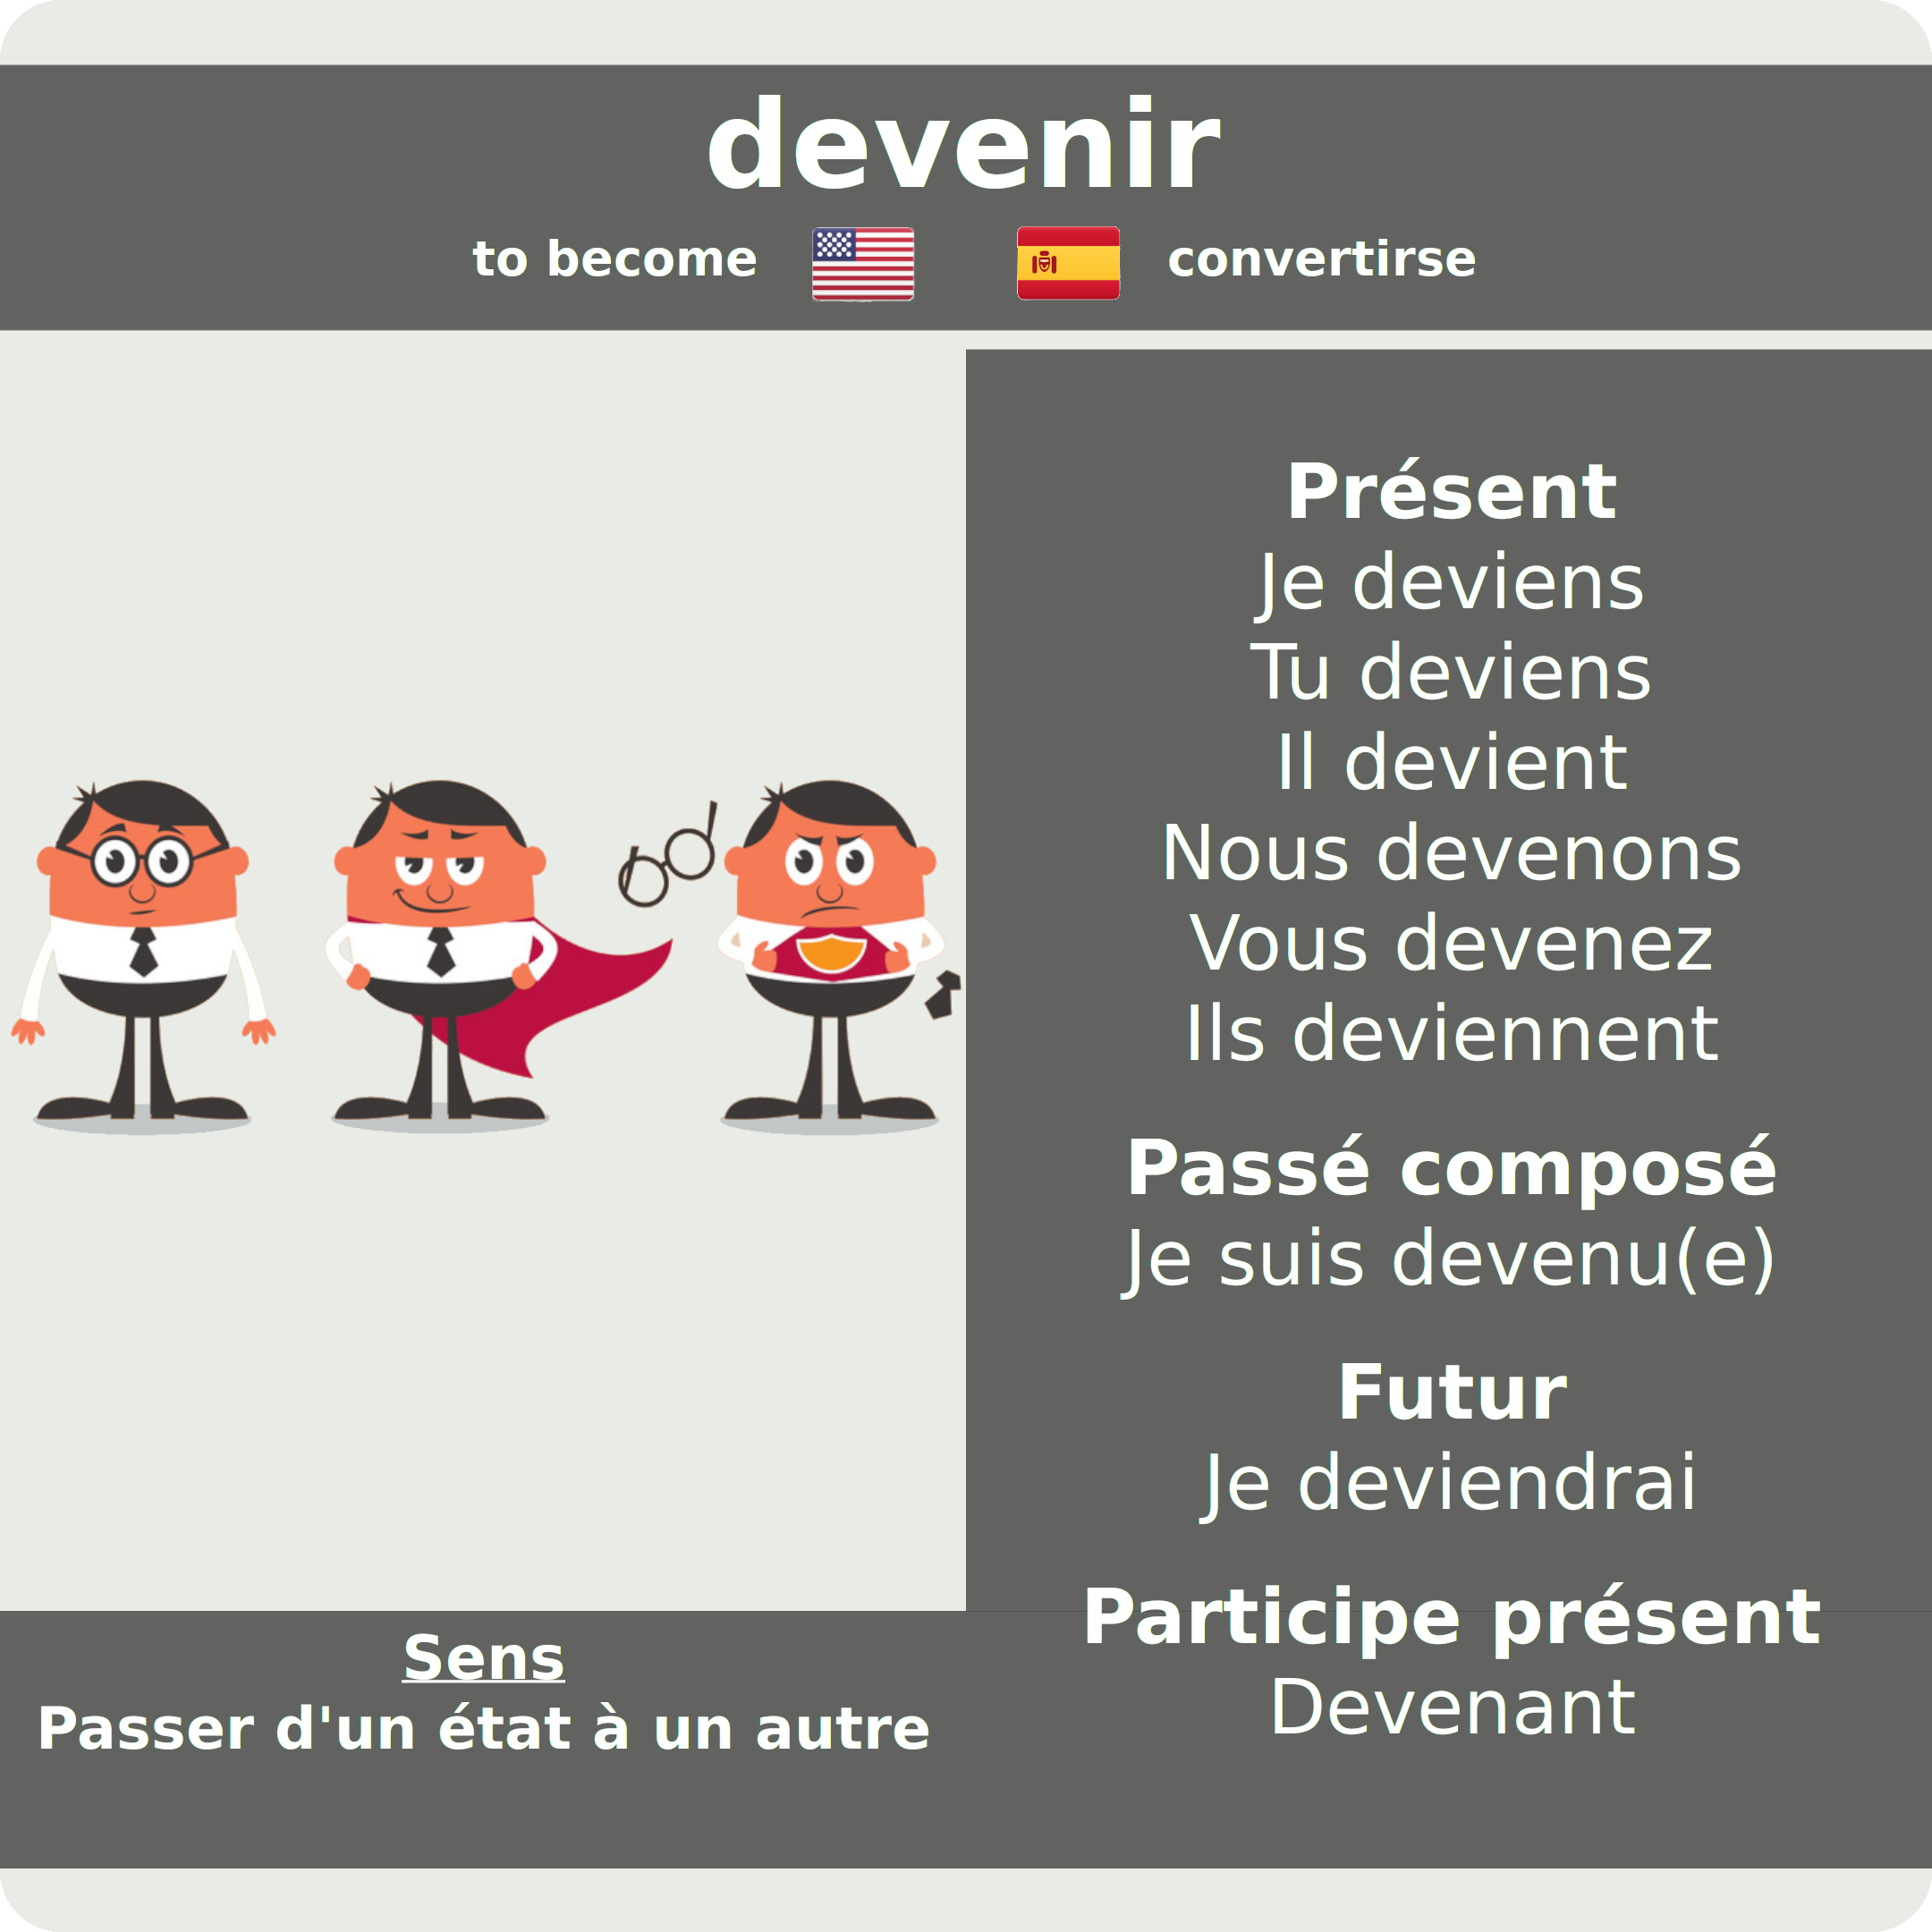 devenir
to become
convertirse
Présent
Je deviens
Tu deviens
Il devient
Nous devenons
Vous devenez
Ils deviennent
Passé composé
Je suis devenu(e)
Futur
Je deviendrai
Participe présent
Devenant
Sens
Passer d'un état à un autre